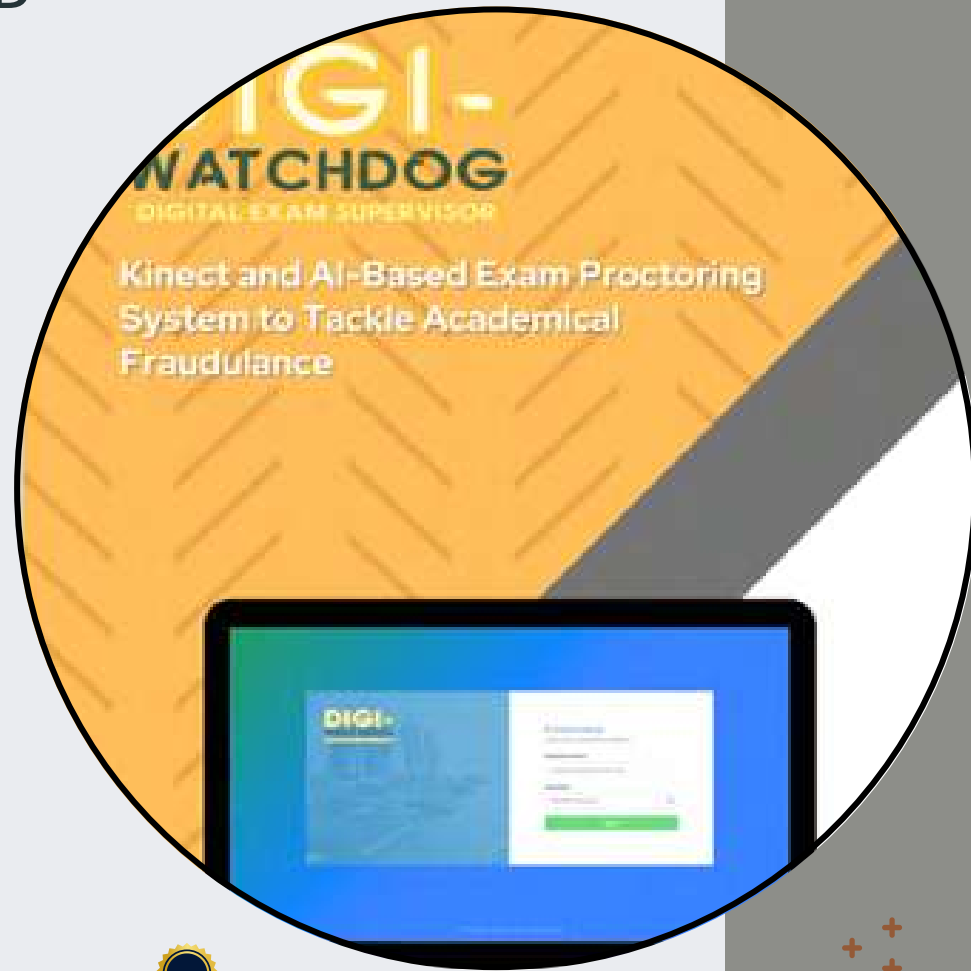 DIGI-
WATCHDOG
DIGITAL EXAM SUPERVISOR
Kinect and AI-Based Exam Proctoring
System to Tackle Academical
Fraudulance
DIGI-